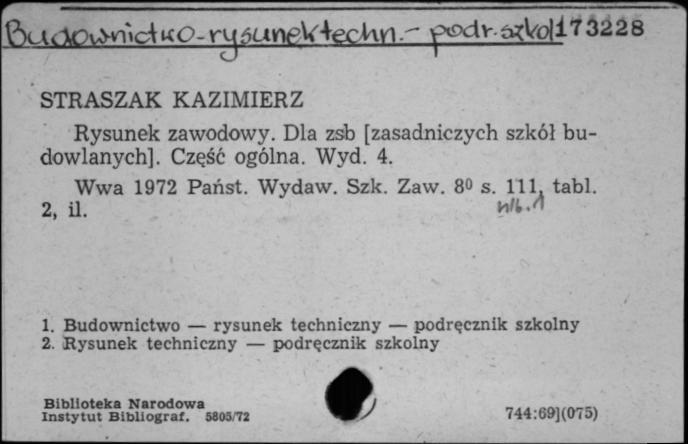 Budownictwo-rysunek techn.- podr. szkol 173228
STRASZAK KAZIMIERZ
Rysunek zawodowy. Dla zsb [zasadniczych szkół bu-
dowlanych]. Część ogólna. Wyd. 4.
Wwa 1972 Państ. Wydaw. Szk. Zaw. 8⁰ s. 111, tabl.
nlb. 1
2, il.
1. Budownictwo — rysunek techniczny — podręcznik szkolny
2. Rysunek techniczny — podręcznik szkolny
Biblioteka Narodowa
Instytut Bibliograf. 5805/72
744:69](075)